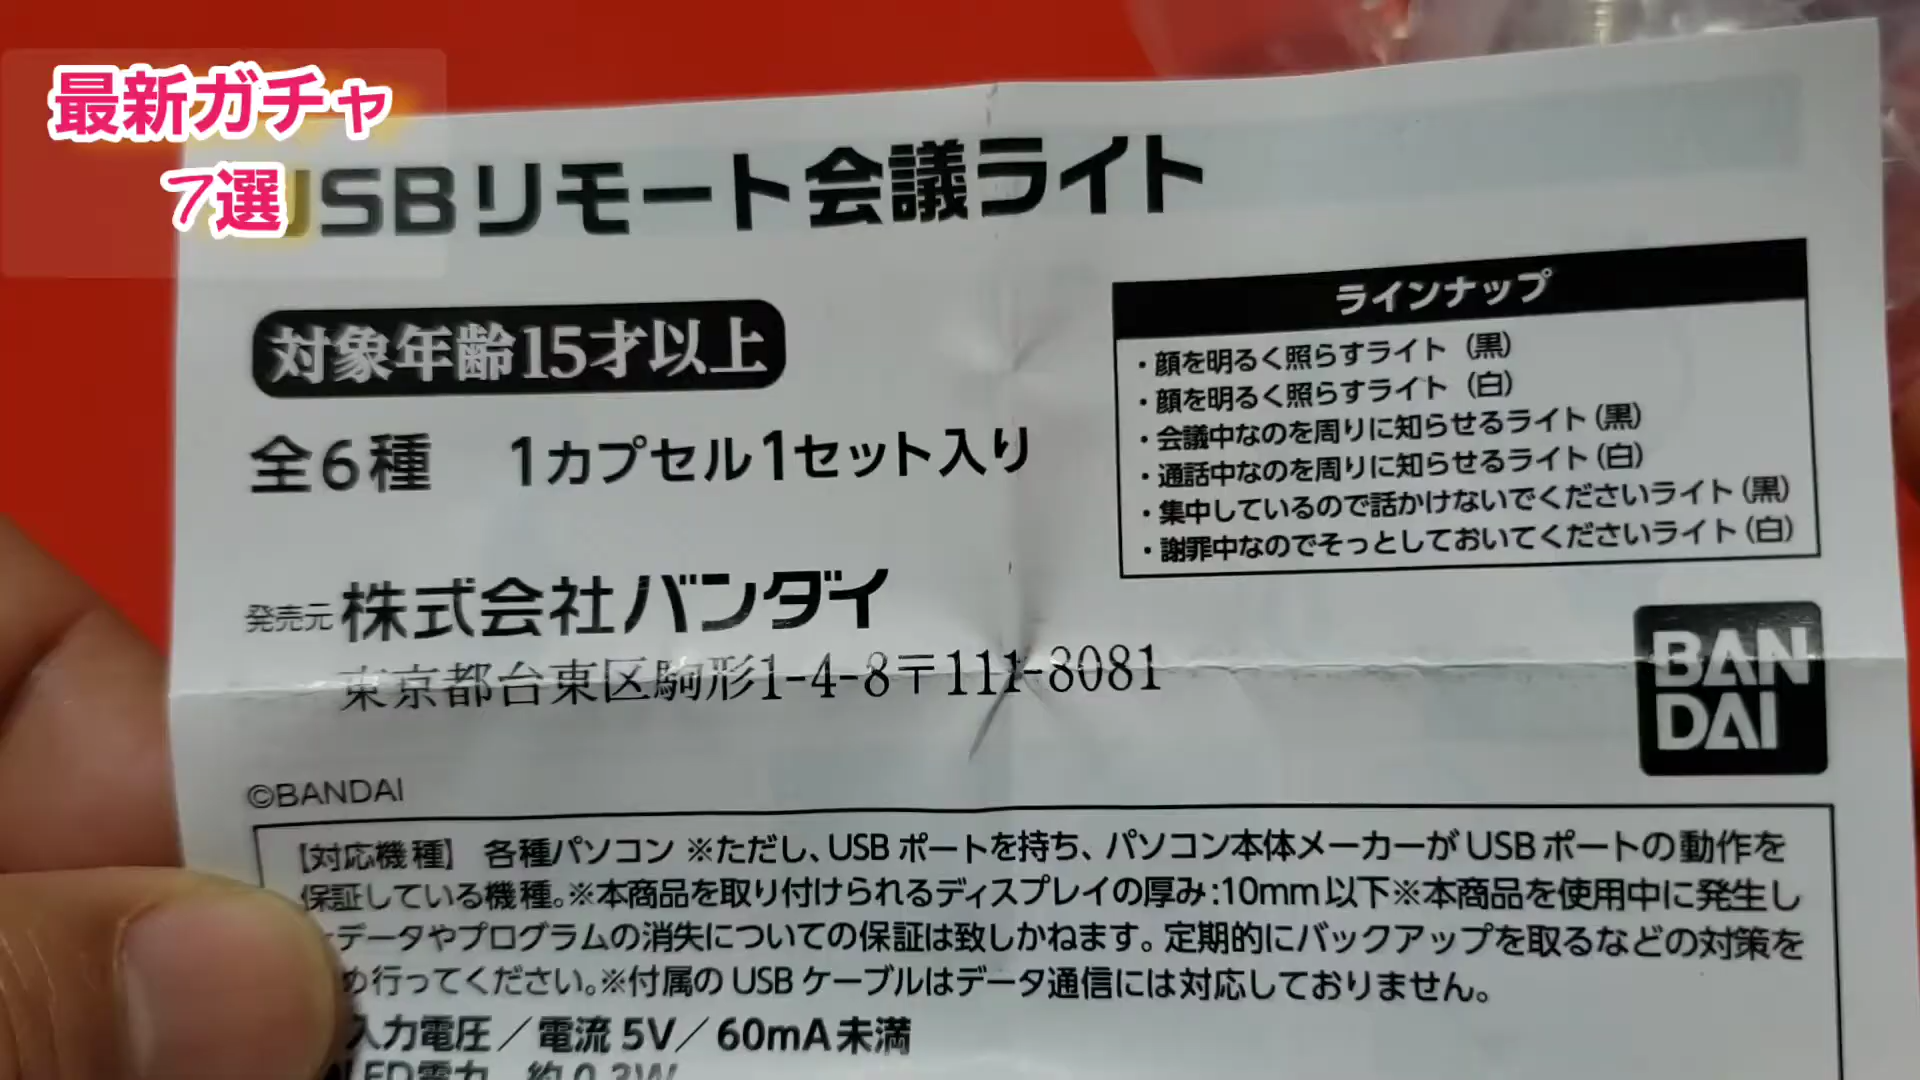 最新ガチャ
7選
USBリモート会議ライト
対象年齢15才以上
全6種 1カプセル1セット入り
発売元 株式会社バンダイ
東京都台東区駒形1-4-8〒111-8081
©BANDAI
ラインナップ
・顔を明るく照らすライト（黒）
・顔を明るく照らすライト（白）
・会議中なのを周りに知らせるライト（黒）
・通話中なのを周りに知らせるライト（白）
・集中しているので話かけないでくださいライト（黒）
・謝罪中なのでそっとしておいてくださいライト（白）
BAN
DAI
【対応機種】 各種パソコン ※ただし、USB ポートを持ち、パソコン本体メーカーが USB ポートの動作を
保証している機種。※本商品を取り付けられるディスプレイの厚み:10mm 以下※本商品を使用中に発生し
データやプログラムの消失についての保証は致しかねます。定期的にバックアップを取るなどの対策を
め行ってください。※付属の USB ケーブルはデータ通信には対応しておりません。
入力電圧／電流 5V／60mA未満
LED電力 約0.3W